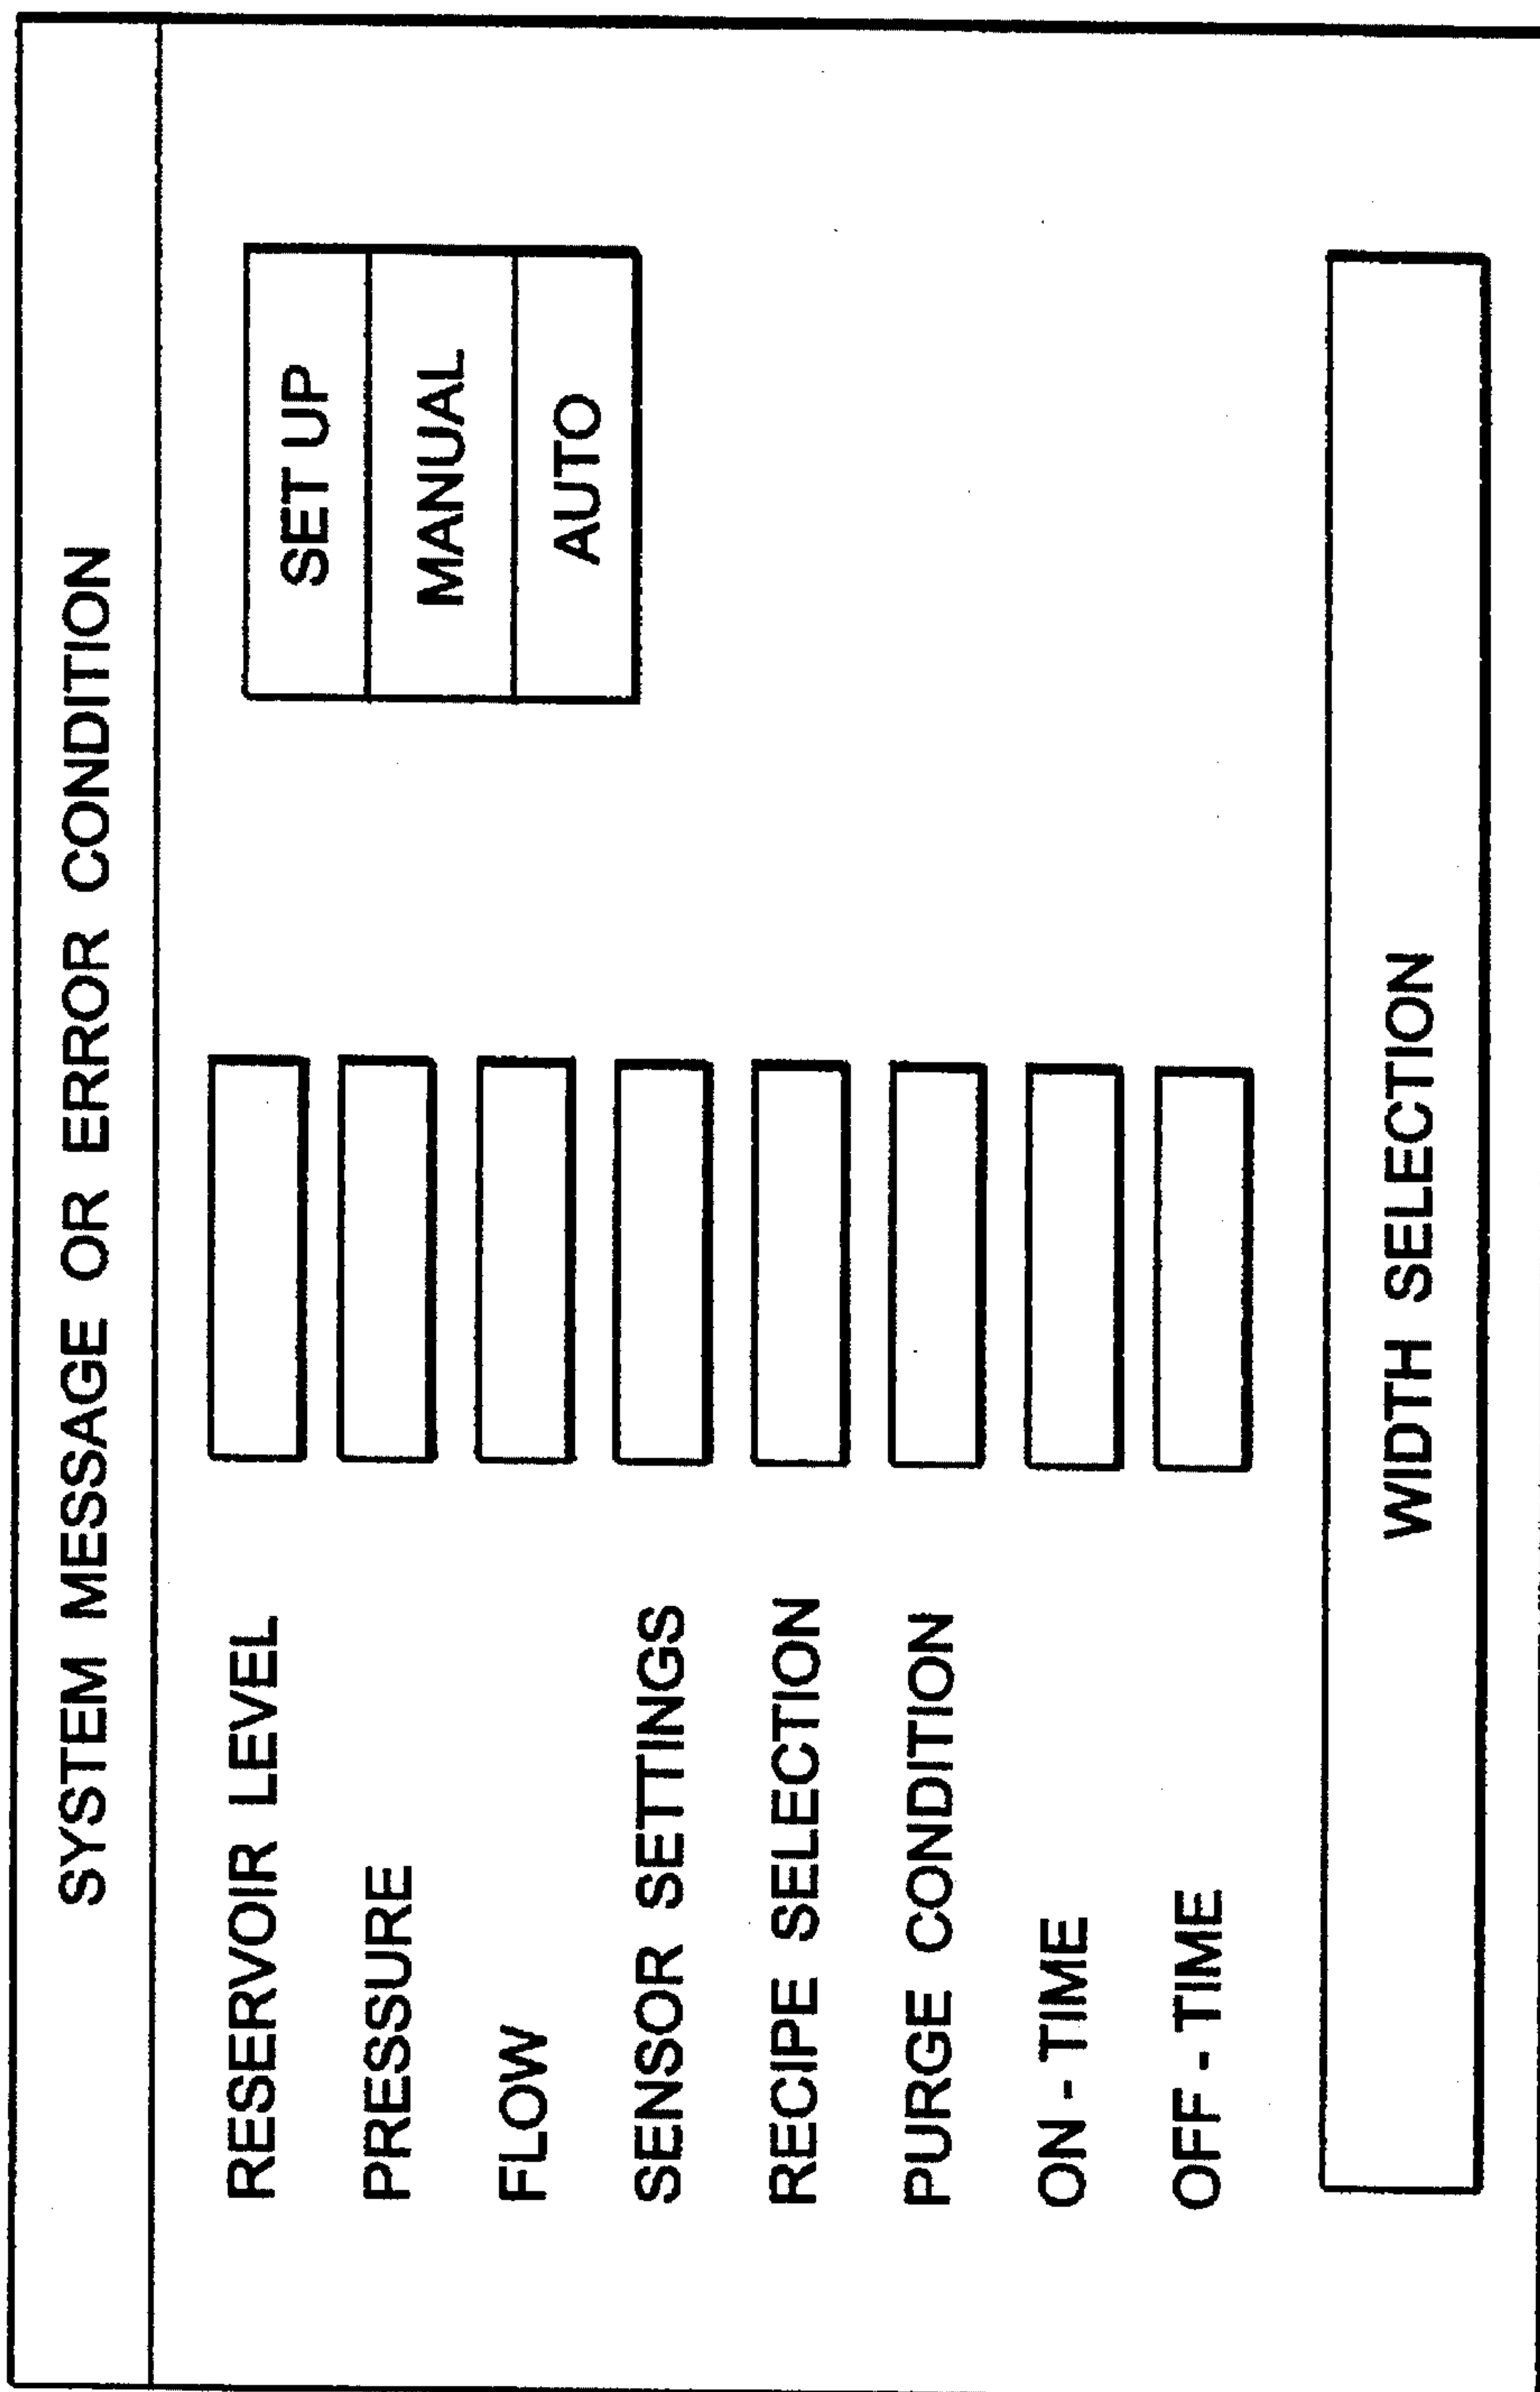 SYSTEM MESSAGE OR ERROR CONDITION
RESERVOIR LEVEL
PRESSURE
FLOW
SENSOR SETTINGS
RECIPE SELECTION
PURGE CONDITION
ON - TIME
OFF - TIME
SET UP
MANUAL
AUTO
WIDTH SELECTION